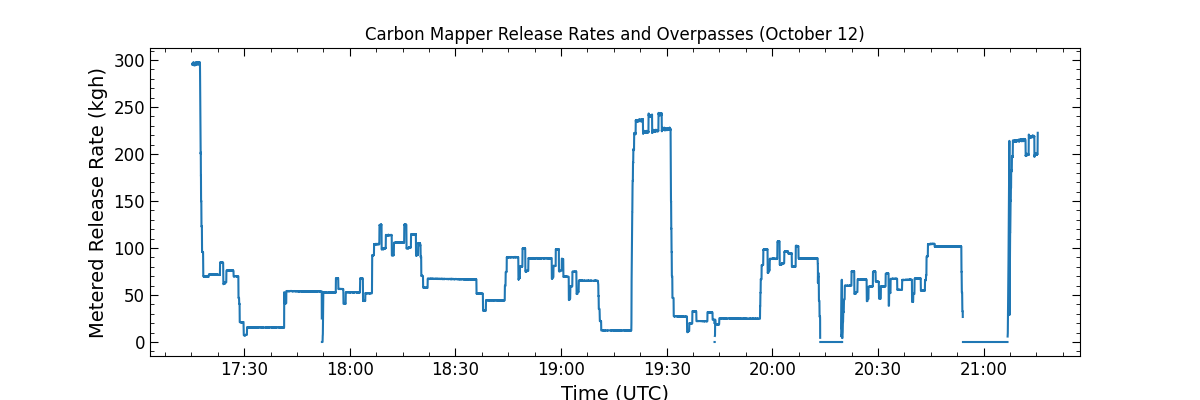 Carbon Mapper Release Rates and Overpasses (October 12)
Metered Release Rate (kgh)
300
250
200
150
100
50
0
17:30 18:00 18:30 19:00 19:30 20:00 20:30 21:00
Time (UTC)